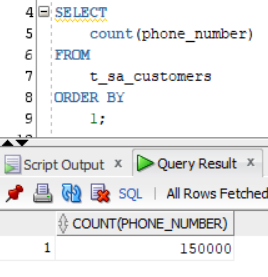 4 SELECT
5 count(phone_number)
6 FROM
7 t_sa_customers
8 ORDER BY
9 1;
Script Output x Query Result x
SQL | All Rows Fetched
COUNT(PHONE_NUMBER)
1 150000